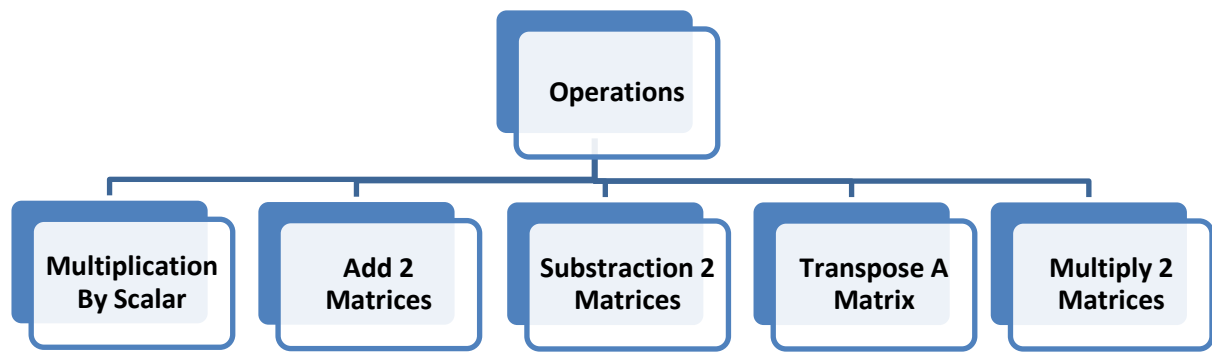 Operations
Multiplication
By Scalar
Add 2
Matrices
Substraction 2
Matrices
Transpose A
Matrix
Multiply 2
Matrices